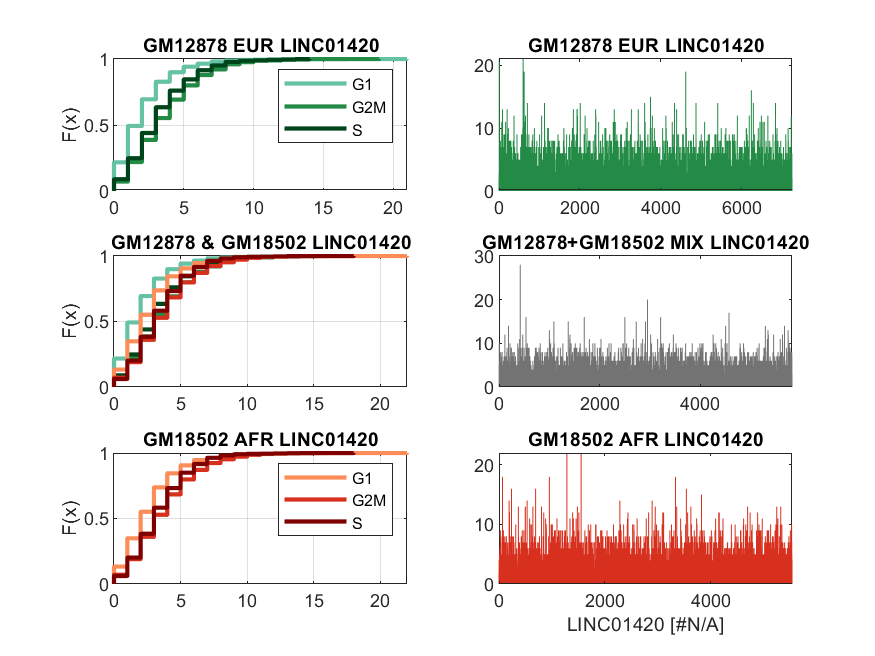 GM12878 EUR LINC01420
F(x)
1
0.5
0
0 5 10 15 20
G1
G2M
S
GM12878 EUR LINC01420
20
10
0
0 2000 4000 6000
GM12878 & GM18502 LINC01420
F(x)
1
0.5
0
0 5 10 15 20
GM12878+GM18502 MIX LINC01420
30
20
10
0
0 2000 4000
GM18502 AFR LINC01420
F(x)
1
0.5
0
0 5 10 15 20
G1
G2M
S
GM18502 AFR LINC01420
20
10
0
0 2000 4000
LINC01420 [#N/A]